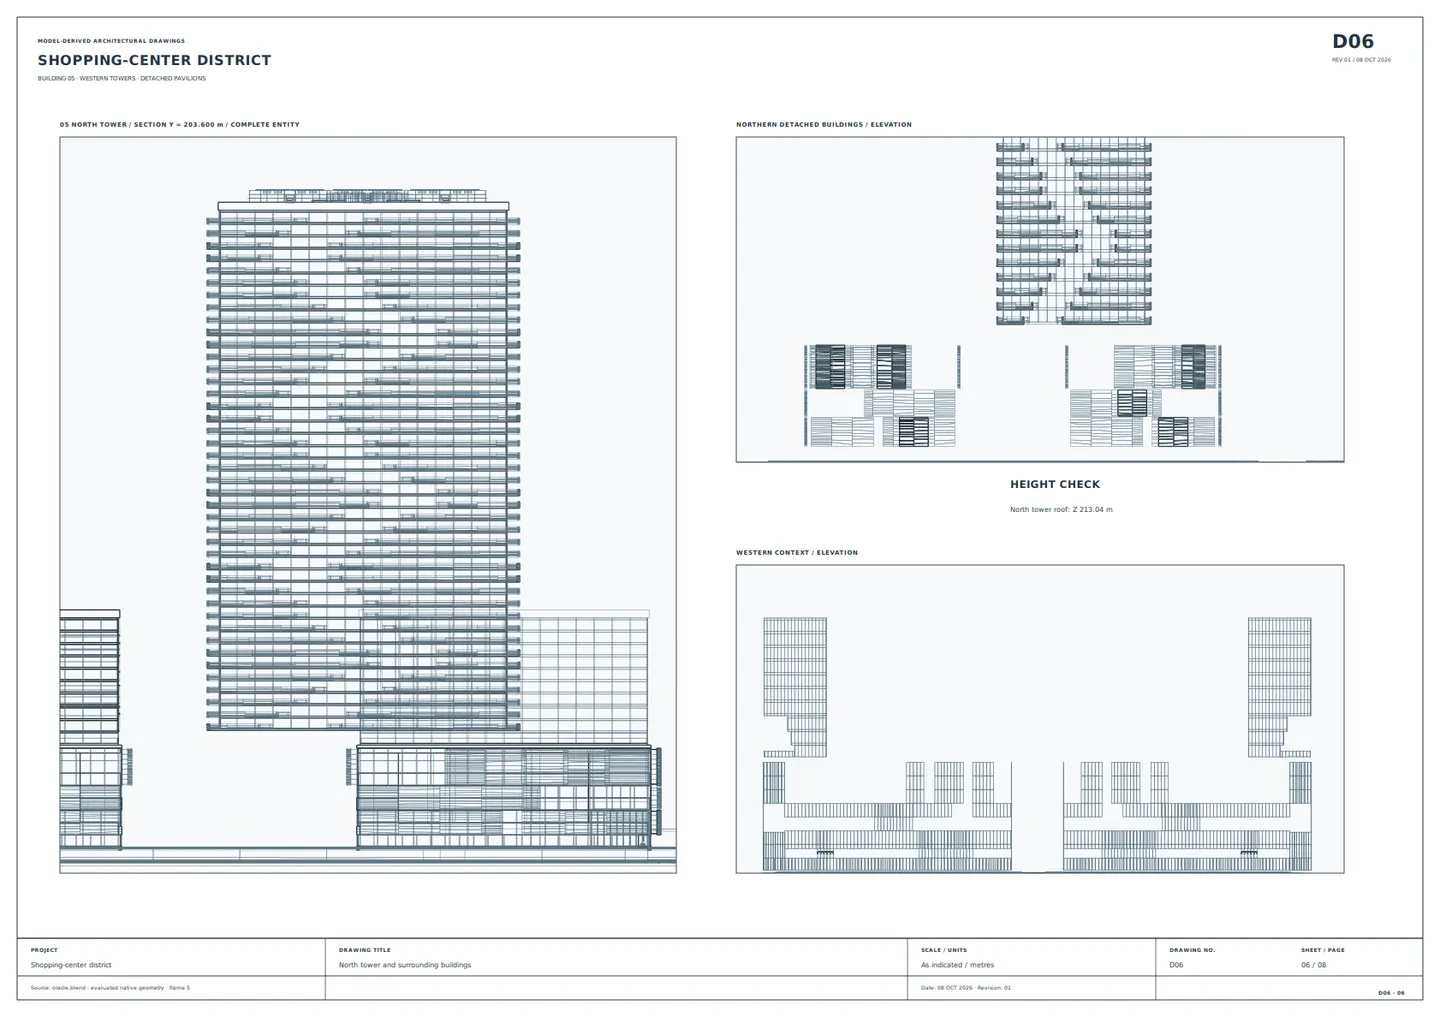 MODEL-DERIVED ARCHITECTURAL DRAWINGS
SHOPPING-CENTER DISTRICT
BUILDING 05 · WESTERN TOWERS · DETACHED PAVILIONS
D06
REV 01 / 08 OCT 2026
05 NORTH TOWER / SECTION Y = 203.600 m / COMPLETE ENTITY
NORTHERN DETACHED BUILDINGS / ELEVATION
HEIGHT CHECK
North tower roof: Z 213.04 m
WESTERN CONTEXT / ELEVATION
PROJECT
Shopping-center district
DRAWING TITLE
North tower and surrounding buildings
SCALE / UNITS
As indicated / metres
DRAWING NO.
D06
SHEET / PAGE
06 / 08
Source: oracle.blend · evaluated native geometry · frame 5
Date: 08 OCT 2026 · Revision: 01
D06 - 06